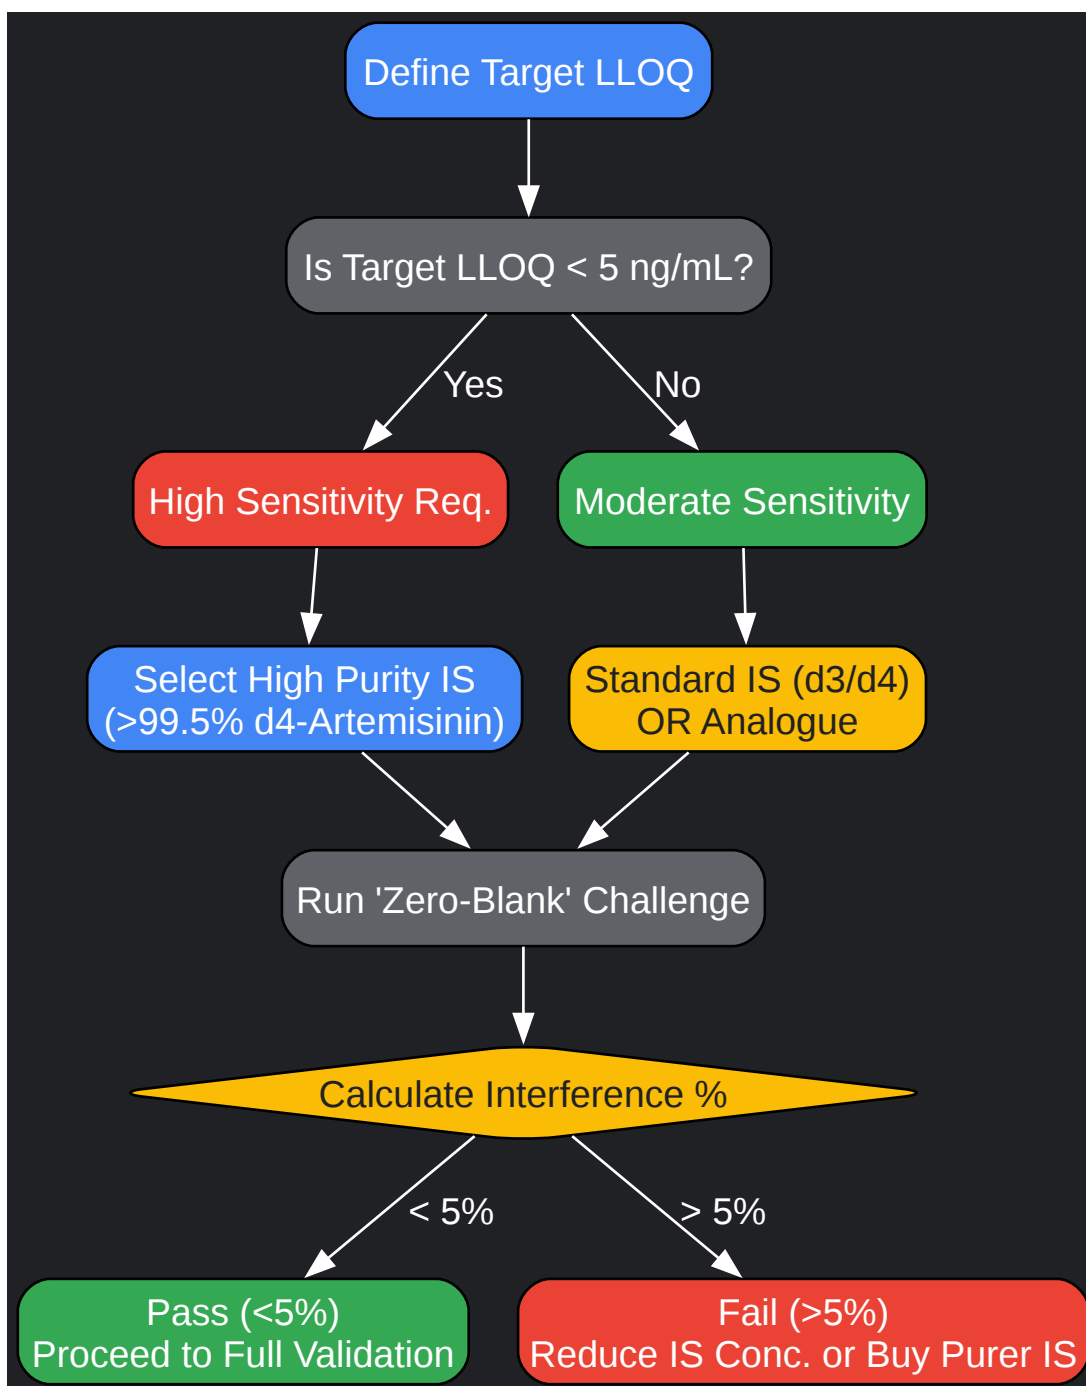 Define Target LLOQ
Is Target LLOQ < 5 ng/mL?
Yes
No
High Sensitivity Req.
Moderate Sensitivity
Select High Purity IS
(>99.5% d4-Artemisinin)
Standard IS (d3/d4)
OR Analogue
Run 'Zero-Blank' Challenge
Calculate Interference %
< 5%
> 5%
Pass (<5%)
Proceed to Full Validation
Fail (>5%)
Reduce IS Conc. or Buy Purer IS